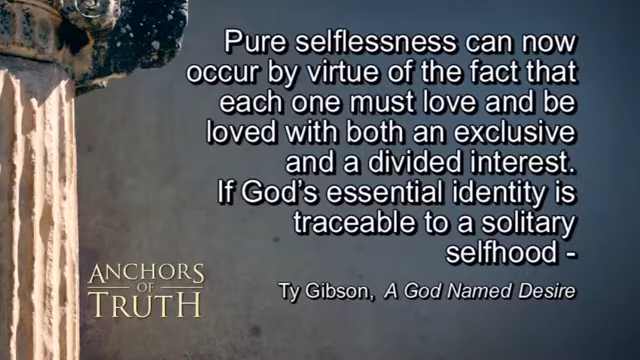 Pure selflessness can now
occur by virtue of the fact that
each one must love and be
loved with both an exclusive
and a divided interest.
If God's essential identity is
traceable to a solitary
selfhood -
Ty Gibson, A God Named Desire
ANCHORS
OF
TRUTH